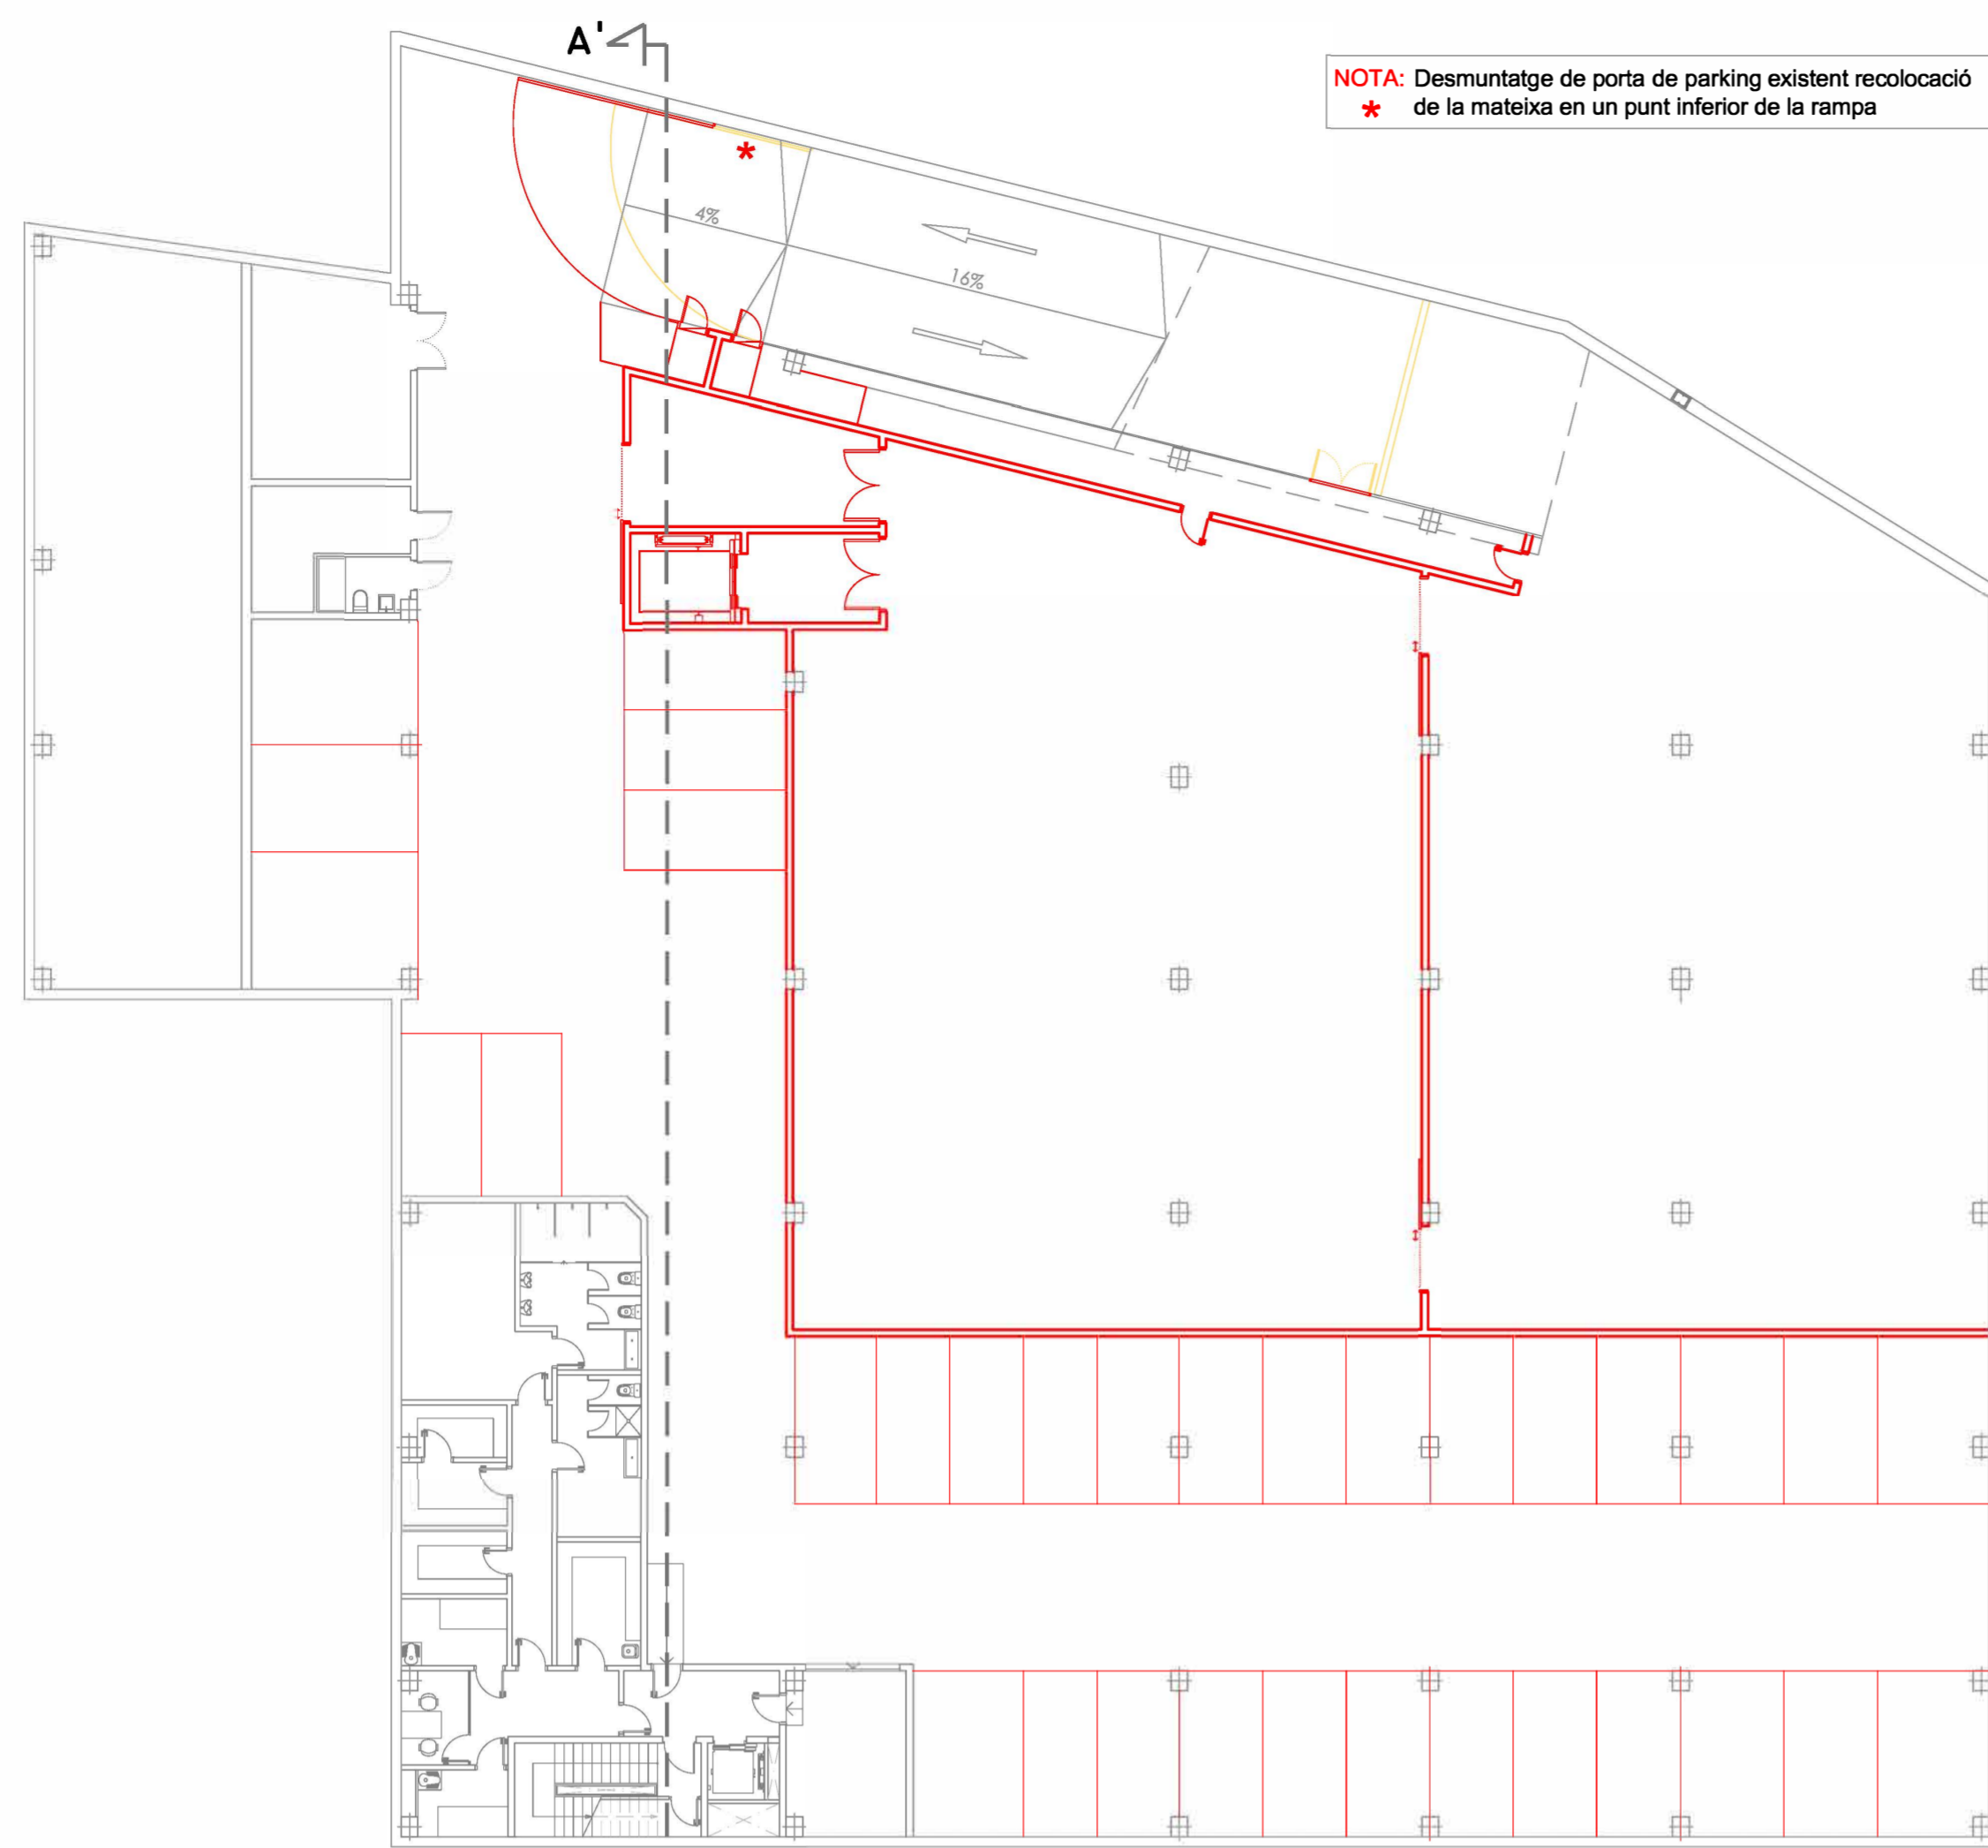 A'
NOTA: Desmuntatge de porta de parking existent recolocació
* de la mateixa en un punt inferior de la rampa
*
4%
16%